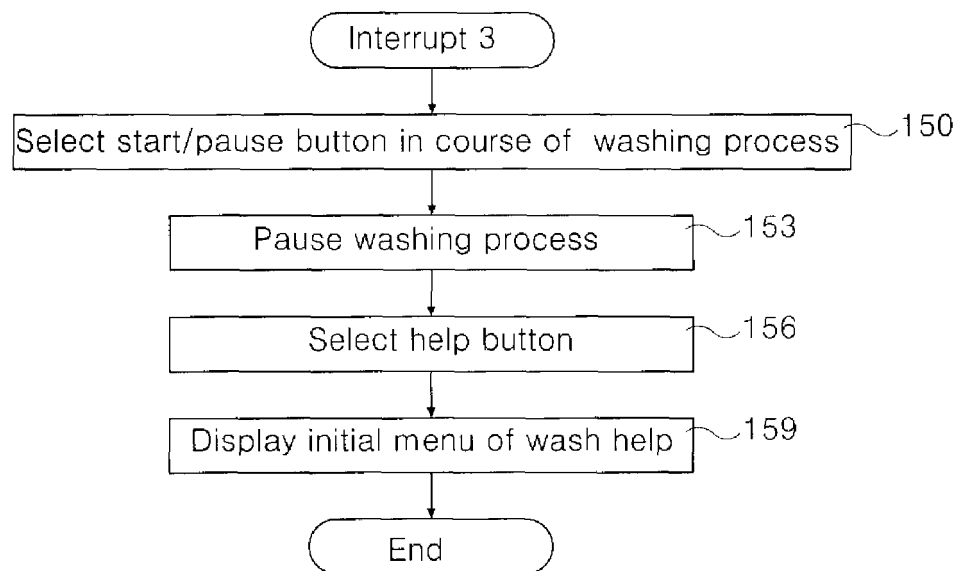 Interrupt 3
Select start/pause button in course of washing process
150
Pause washing process
153
Select help button
156
Display initial menu of wash help
159
End